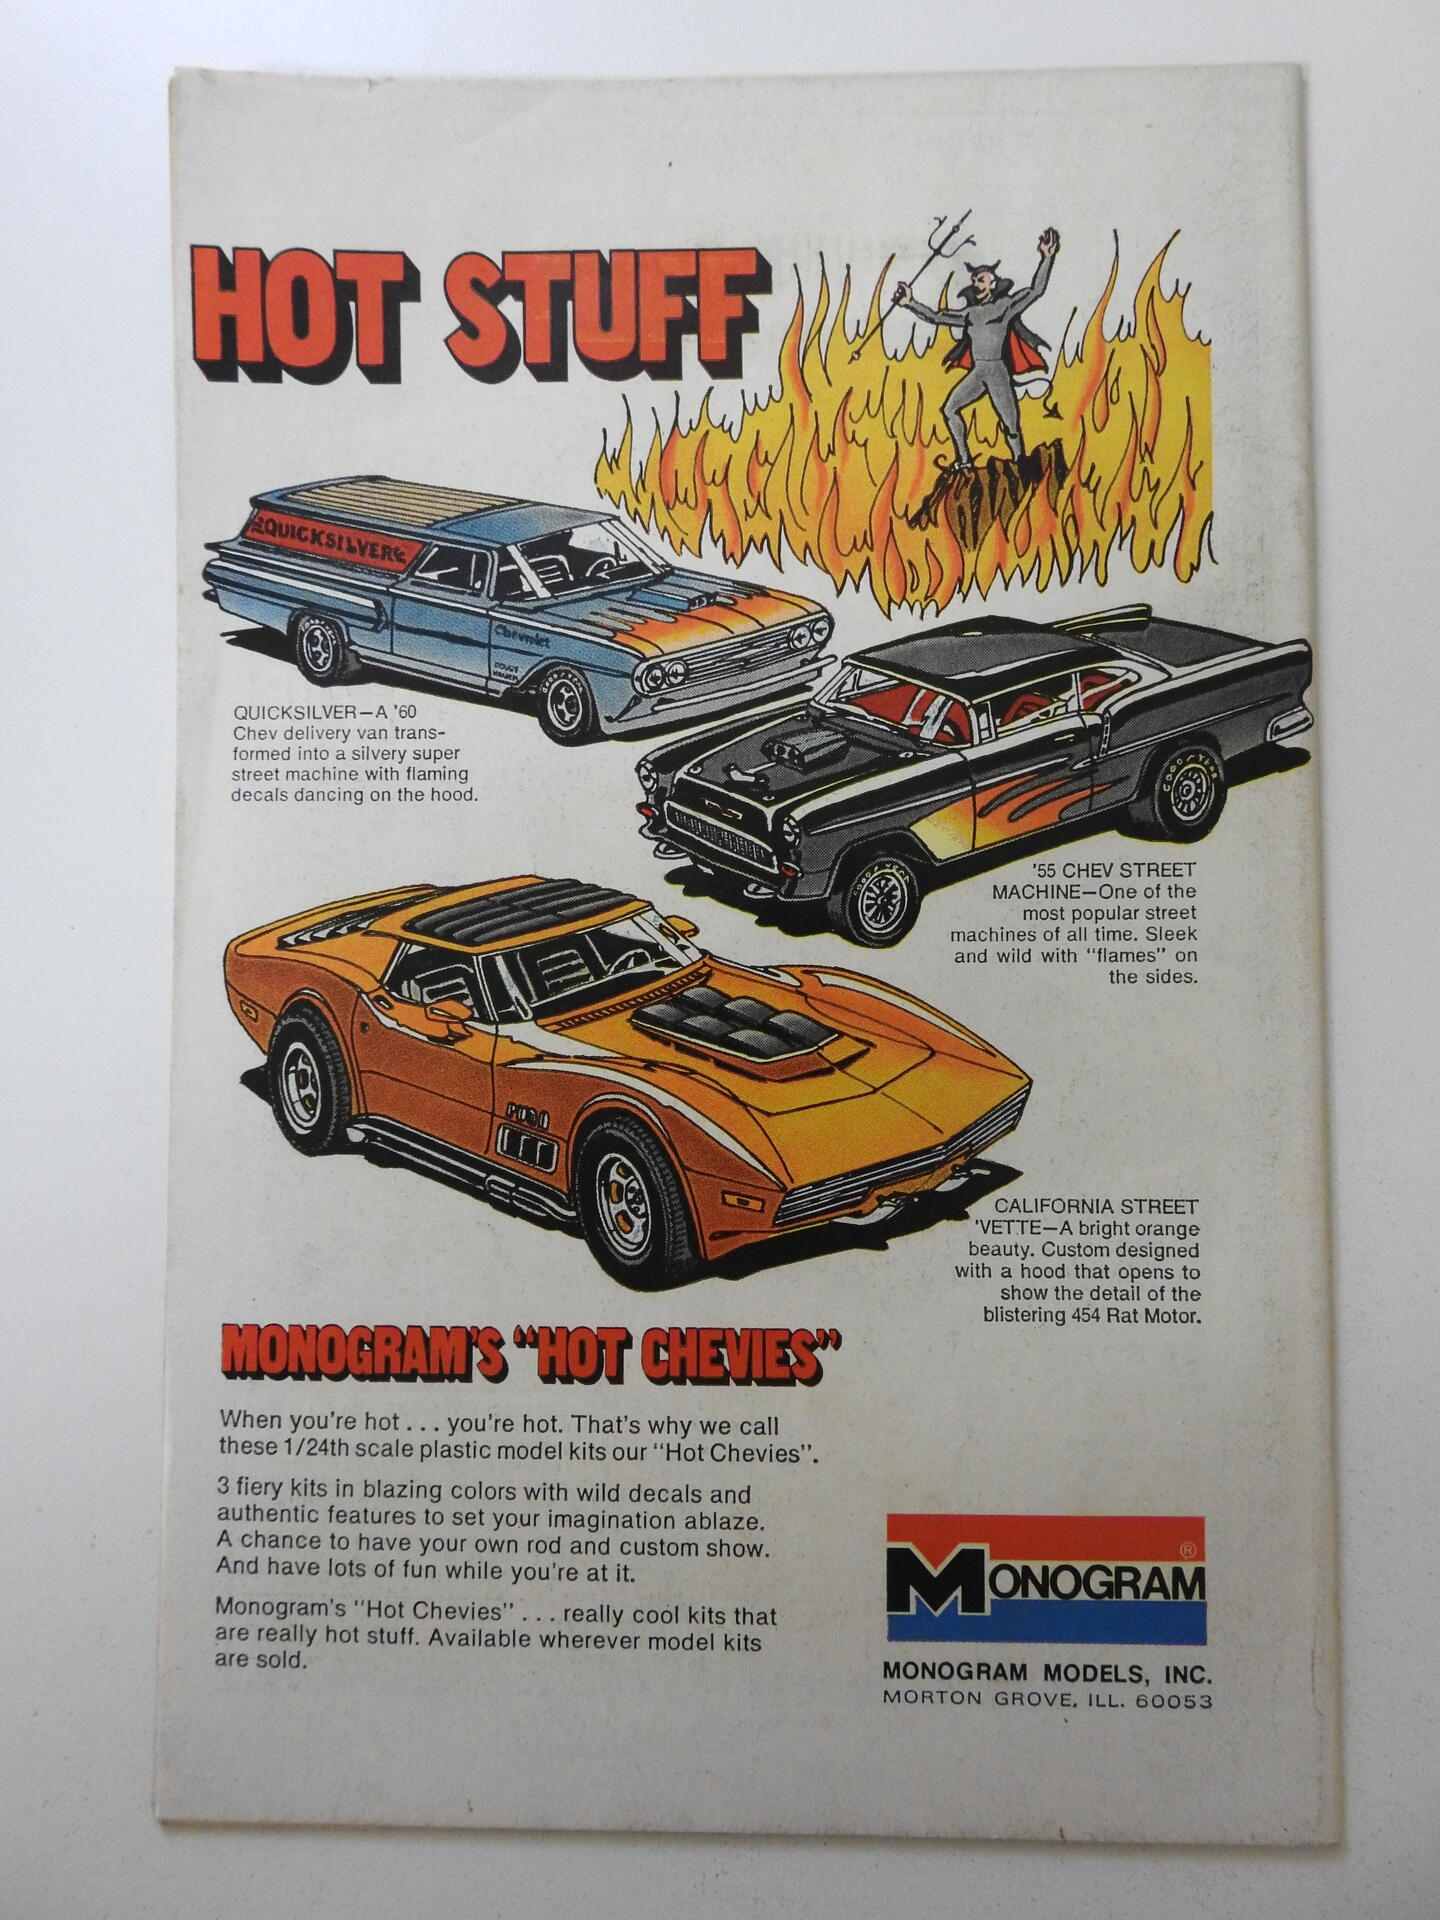 HOT STUFF
QUICKSILVER
Chevrolet
GOODYEAR
QUICKSILVER—A '60
Chev delivery van trans-
formed into a silvery super
street machine with flaming
decals dancing on the hood.
GOODYEAR
GOOD YEAR
'55 CHEV STREET
MACHINE—One of the
most popular street
machines of all time. Sleek
and wild with "flames" on
the sides.
CALIFORNIA STREET
'VETTE—A bright orange
beauty. Custom designed
with a hood that opens to
show the detail of the
blistering 454 Rat Motor.
MONOGRAM'S "HOT CHEVIES"
When you're hot . . . you're hot. That's why we call
these 1/24th scale plastic model kits our "Hot Chevies".
3 fiery kits in blazing colors with wild decals and
authentic features to set your imagination ablaze.
A chance to have your own rod and custom show.
And have lots of fun while you're at it.
Monogram's "Hot Chevies" . . . really cool kits that
are really hot stuff. Available wherever model kits
are sold.
MONOGRAM®
MONOGRAM MODELS, INC.
MORTON GROVE, ILL. 60053